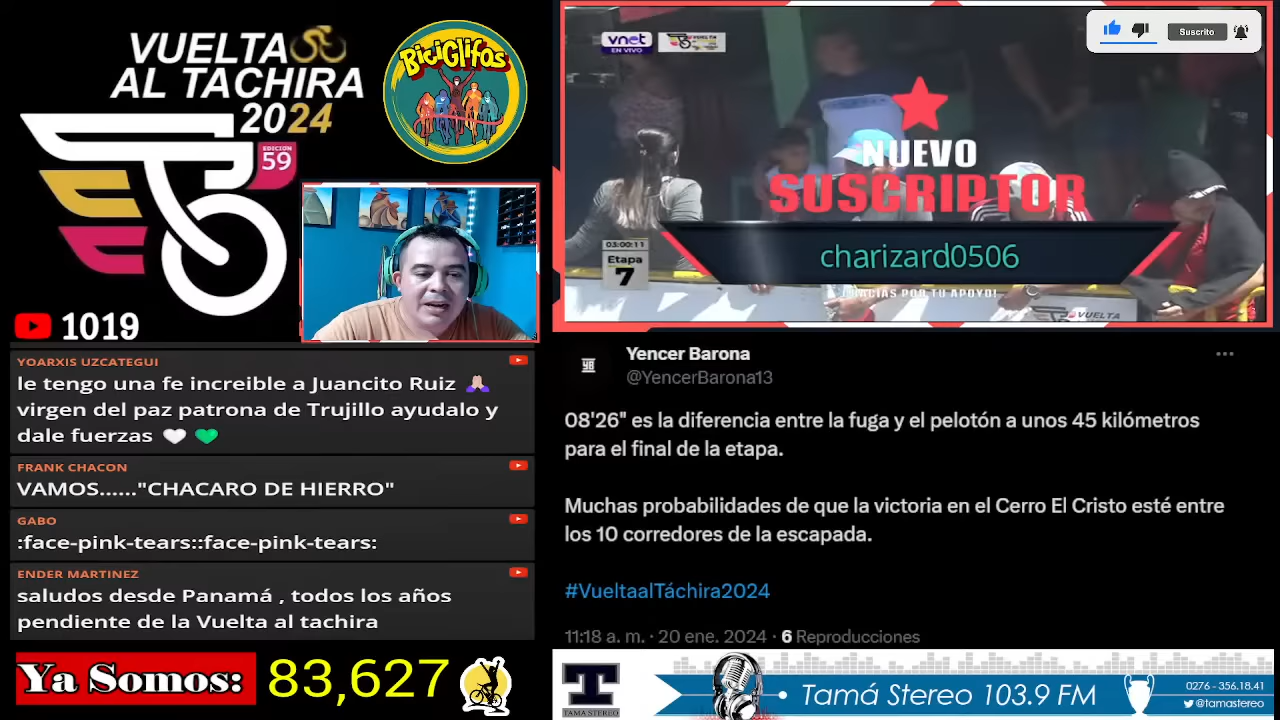 VUELTA
AL TACHIRA
2024
EDICION
59
BiciGlifos
1019
YOARXIS UZCATEGUI
le tengo una fe increible a Juancito Ruiz 🙏🏻
virgen del paz patrona de Trujillo ayudalo y
dale fuerzas 🤍 💚
FRANK CHACON
VAMOS......"CHACARO DE HIERRO"
GABO
:face-pink-tears::face-pink-tears:
ENDER MARTINEZ
saludos desde Panamá , todos los años
pendiente de la Vuelta al tachira
Ya Somos: 83,627
vnet
EN VIVO
Suscrito
NUEVO
SUSCRIPTOR
charizard0506
GRACIAS POR TU APOYO!
03:00:11
Etapa
7
VUELTA
YB
Yencer Barona
@YencerBarona13
08'26" es la diferencia entre la fuga y el pelotón a unos 45 kilómetros
para el final de la etapa.
Muchas probabilidades de que la victoria en el Cerro El Cristo esté entre
los 10 corredores de la escapada.
#VueltaalTáchira2024
11:18 a. m. · 20 ene. 2024 · 6 Reproducciones
T
TAMA STEREO
Tamá Stereo 103.9 FM
0276 - 356.18.41
@tamastereo